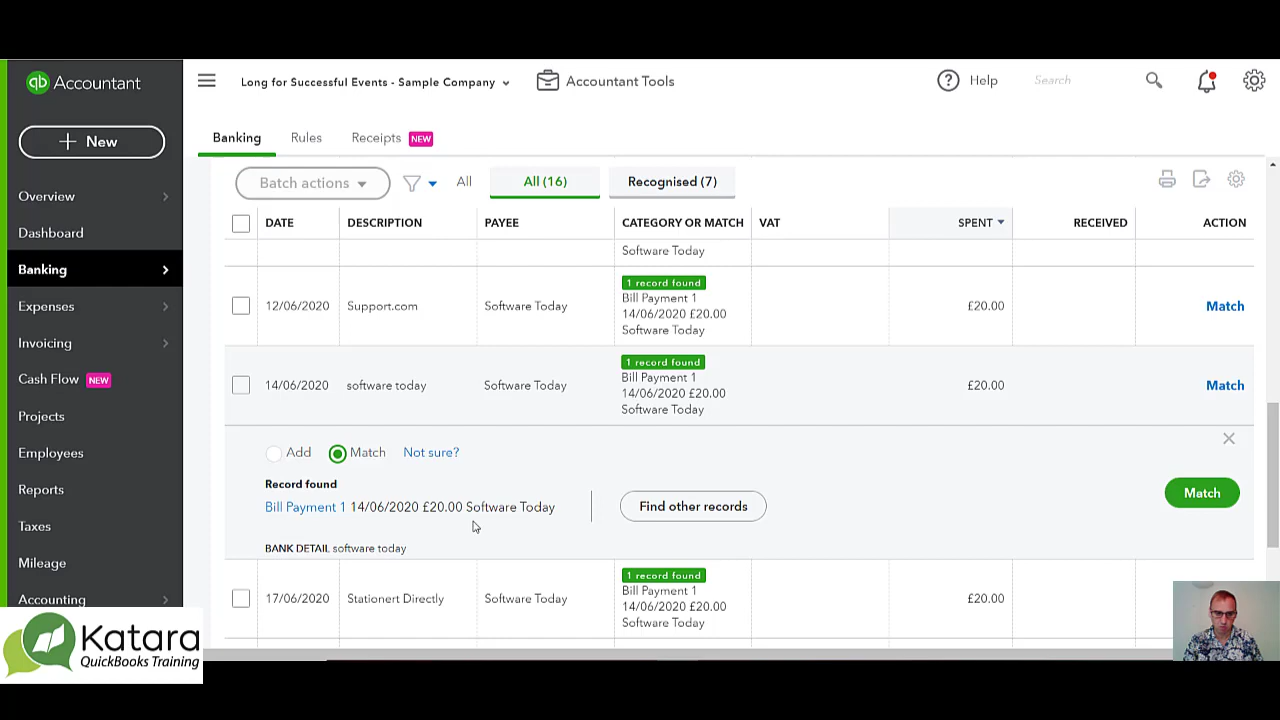 qb Accountant
Long for Successful Events - Sample Company
Accountant Tools
? Help
Search
+ New
Banking
Rules
Receipts NEW
Batch actions
All
All (16)
Recognised (7)
Overview
Dashboard
Banking
Expenses
Invoicing
Cash Flow NEW
Projects
Employees
Reports
Taxes
Mileage
Accounting
DATE DESCRIPTION PAYEE CATEGORY OR MATCH VAT SPENT RECEIVED ACTION
Software Today
1 record found
12/06/2020 Support.com Software Today Bill Payment 1 £20.00 Match
14/06/2020 £20.00
Software Today
1 record found
14/06/2020 software today Software Today Bill Payment 1 £20.00 Match
14/06/2020 £20.00
Software Today
Add Match Not sure?
Record found
Bill Payment 1 14/06/2020 £20.00 Software Today
Find other records
Match
BANK DETAIL software today
1 record found
17/06/2020 Stationert Directly Software Today Bill Payment 1 £20.00
14/06/2020 £20.00
Software Today
Katara
QuickBooks Training